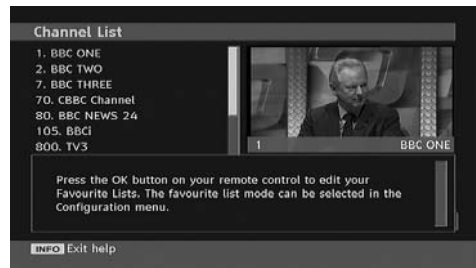 Channel List
1. BBC ONE
2. BBC TWO
7. BBC THREE
70. CBBC Channel
80. BBC NEWS 24
105. BBCi
800. TV3
1 BBC ONE
Press the OK button on your remote control to edit your
Favourite Lists. The favourite list mode can be selected in the
Configuration menu.
INFO Exit help